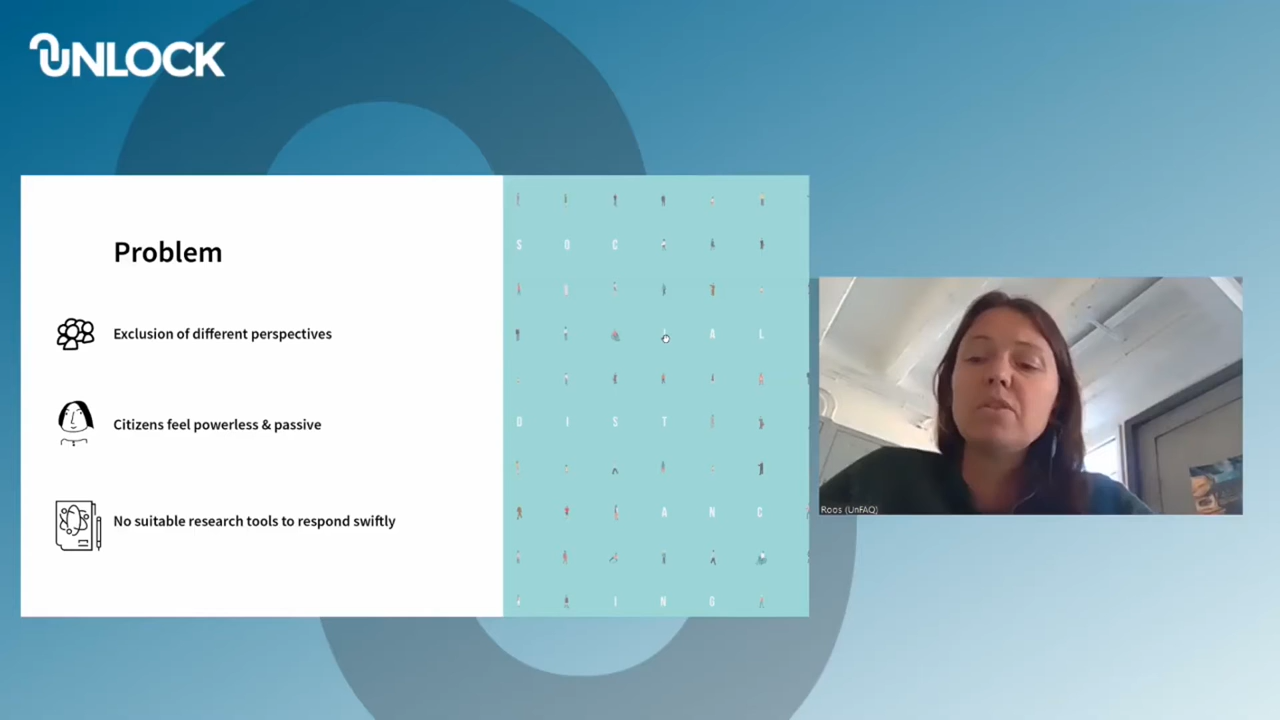 UNLOCK
Problem
Exclusion of different perspectives
Citizens feel powerless & passive
No suitable research tools to respond swiftly
S O C
I A L
D I S T
A N C
I N G
Roos (UnFAQ)